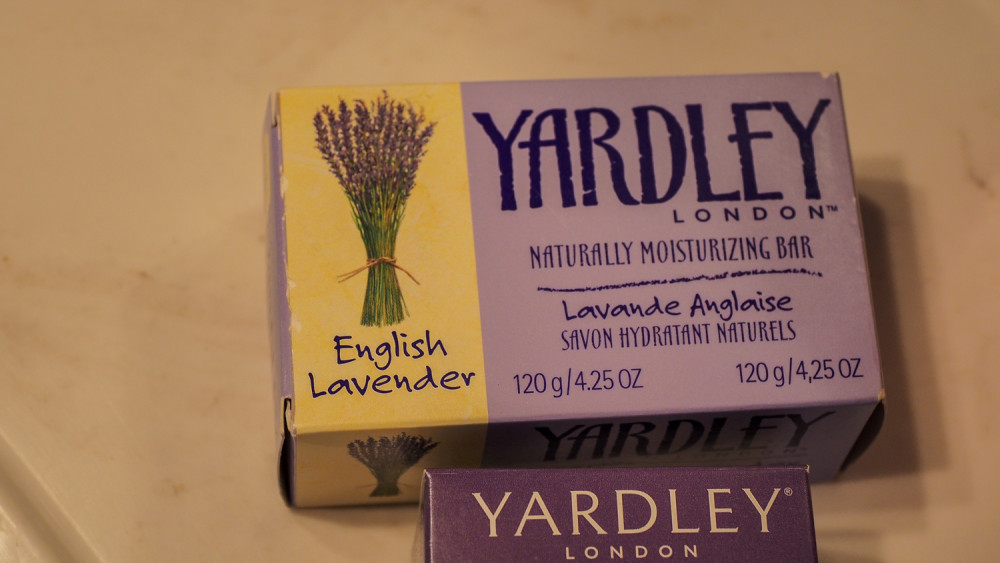 YARDLEY
LONDON™
NATURALLY MOISTURIZING BAR
Lavande Anglaise
SAVON HYDRATANT NATURELS
120 g/4.25 OZ 120 g/4,25 OZ
English
Lavender
YARDLEY
YARDLEY®
LONDON